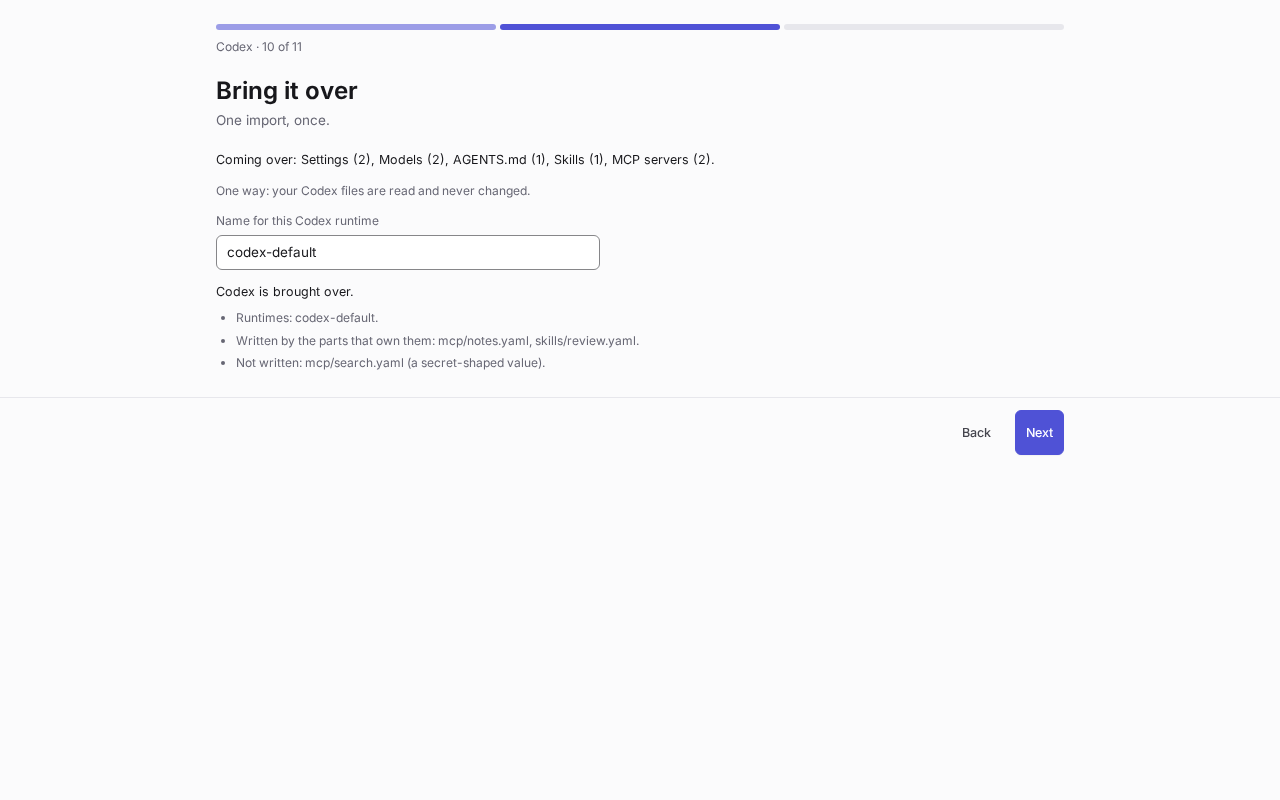 Codex · 10 of 11
Bring it over
One import, once.
Coming over: Settings (2), Models (2), AGENTS.md (1), Skills (1), MCP servers (2).
One way: your Codex files are read and never changed.
Name for this Codex runtime
codex-default
Codex is brought over.
• Runtimes: codex-default.
• Written by the parts that own them: mcp/notes.yaml, skills/review.yaml.
• Not written: mcp/search.yaml (a secret-shaped value).
Back
Next